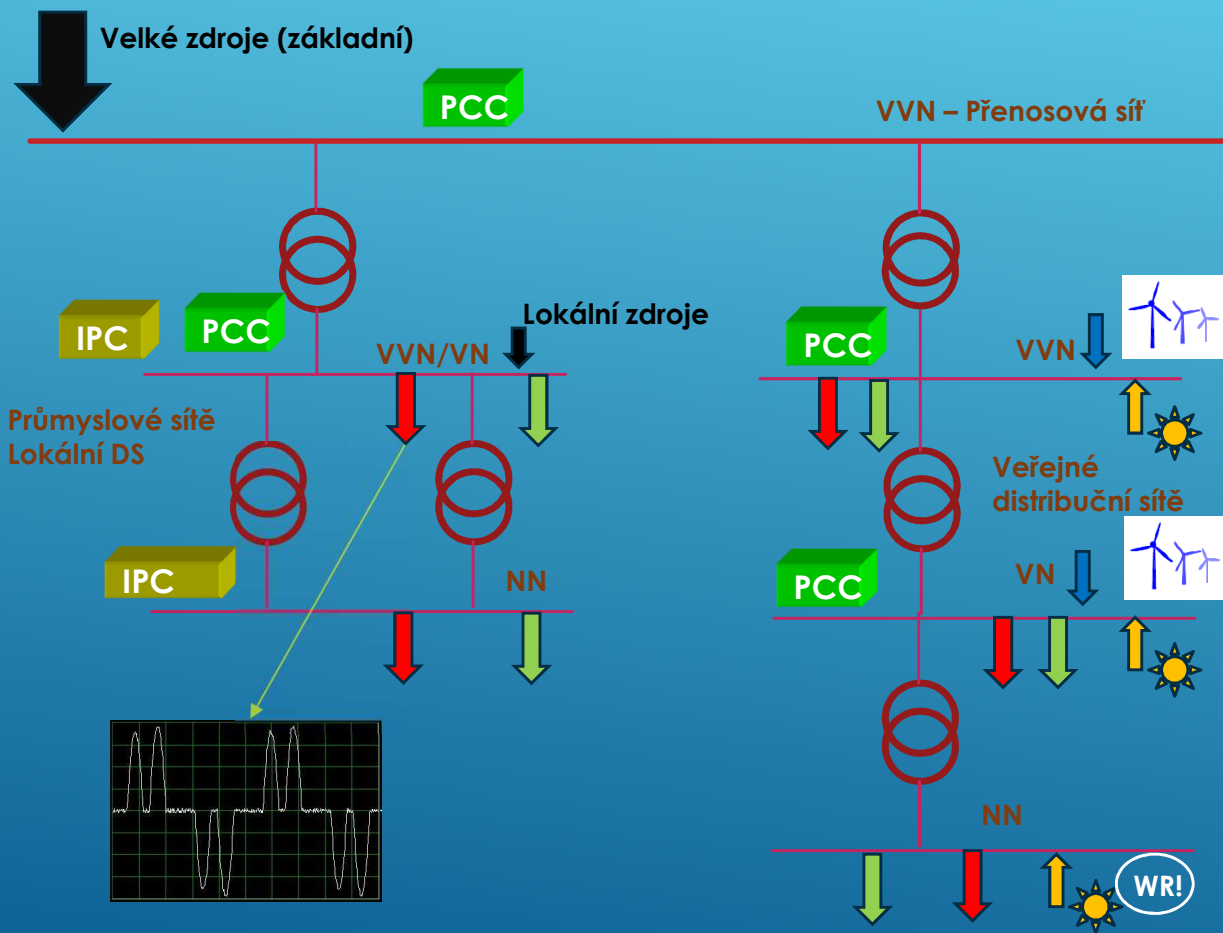 Velké zdroje (základní)
PCC
VVN – Přenosová síť
IPC
PCC
Lokální zdroje
VVN/VN
PCC
VVN
Průmyslové sítě
Lokální DS
Veřejné
distribuční sítě
IPC
NN
PCC
VN
NN
WR!